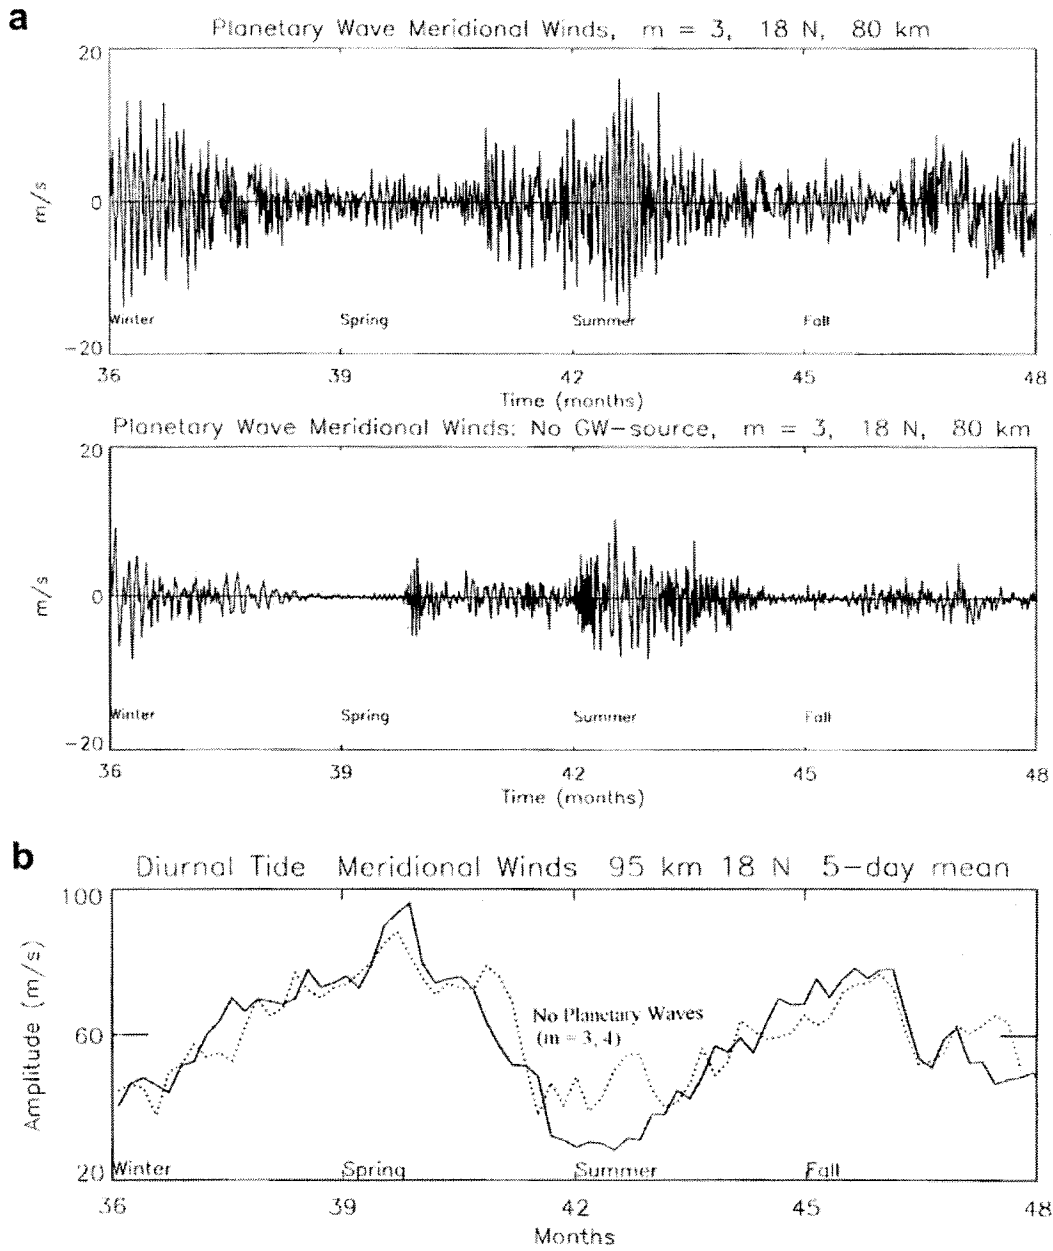 a
Planetary Wave Meridional Winds, m = 3, 18 N, 80 km
20
m/s
0
-20
Winter Spring Summer Fall
36 39 42 45 48
Time (months)
Planetary Wave Meridional Winds: No GW-source, m = 3, 18 N, 80 km
20
m/s
0
-20
Winter Spring Summer Fall
36 39 42 45 48
Time (months)
b
Diurnal Tide Meridional Winds 95 km 18 N 5-day mean
100
Amplitude (m/s)
60
20
No Planetary Waves
(m = 3, 4)
Winter Spring Summer Fall
36 39 42 45 48
Months